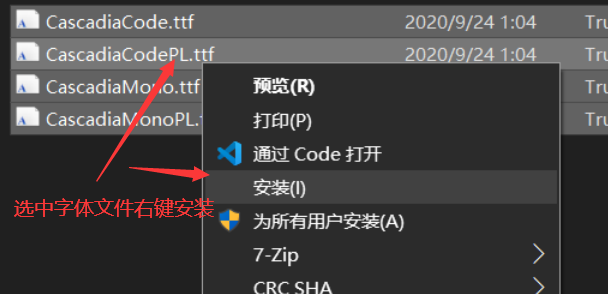 CascadiaCode.ttf 2020/9/24 1:04 Tru
CascadiaCodePL.ttf 2020/9/24 1:04 Tru
CascadiaMono.ttf Tru
CascadiaMonoPL.t Tru
预览(R)
打印(P)
通过 Code 打开
安装(I)
选中字体文件右键安装
为所有用户安装(A)
7-Zip
CRC SHA